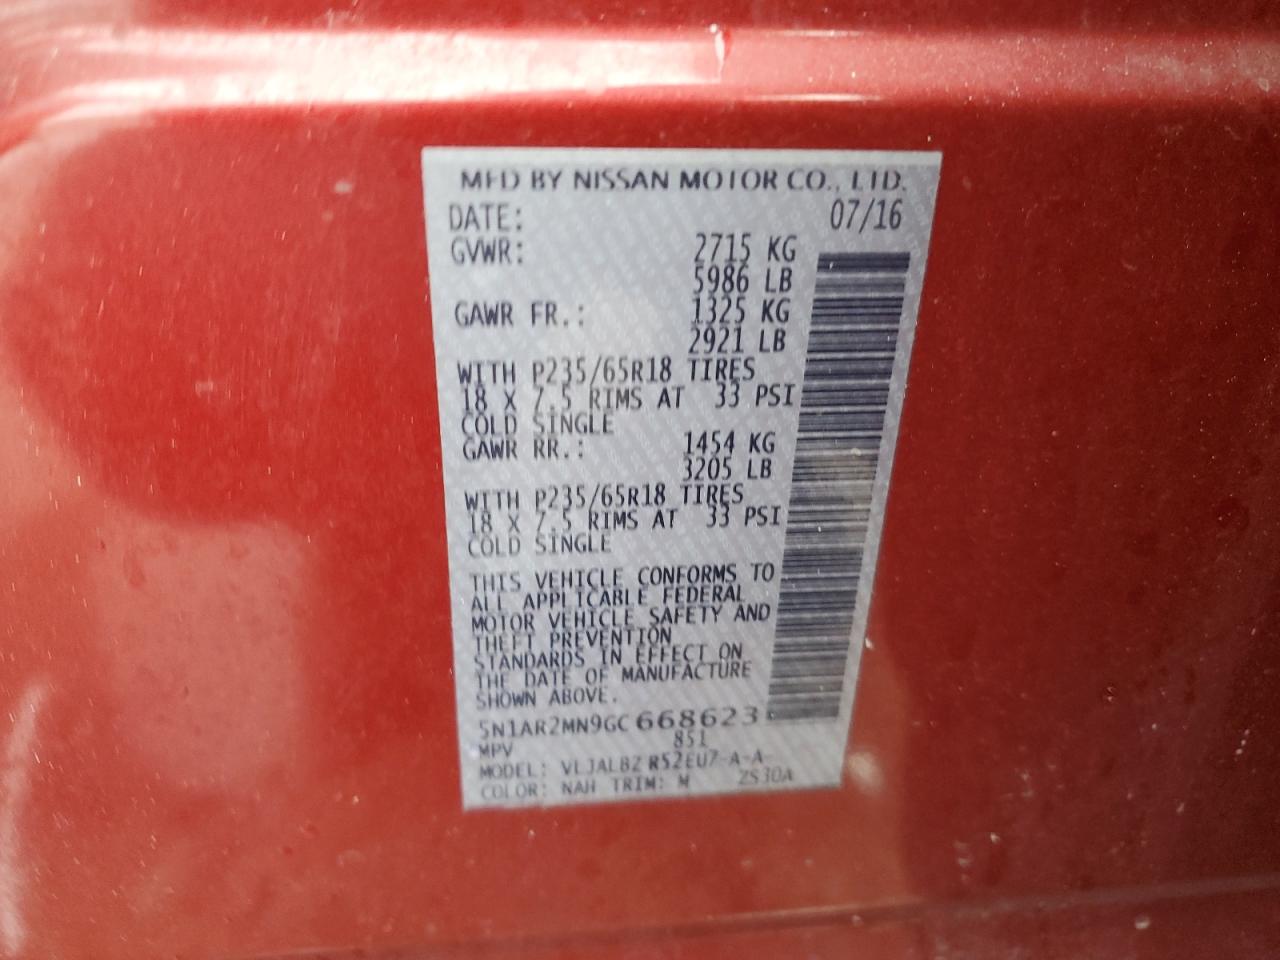 MFD BY NISSAN MOTOR CO., LTD.
DATE: 07/16
GVWR: 2715 KG
5986 LB
GAWR FR.: 1325 KG
2921 LB
WITH P235/65R18 TIRES
18 X 7.5 RIMS AT 33 PSI
COLD SINGLE
GAWR RR.: 1454 KG
3205 LB
WITH P235/65R18 TIRES
18 X 7.5 RIMS AT 33 PSI
COLD SINGLE
THIS VEHICLE CONFORMS TO
ALL APPLICABLE FEDERAL
MOTOR VEHICLE SAFETY AND
THEFT PREVENTION
STANDARDS IN EFFECT ON
THE DATE OF MANUFACTURE
SHOWN ABOVE.
5N1AR2MN9GC668623
MPV 851
MODEL: VLJALBZ R52EU7-A-A-
COLOR: NAH TRIM: M ZS30A